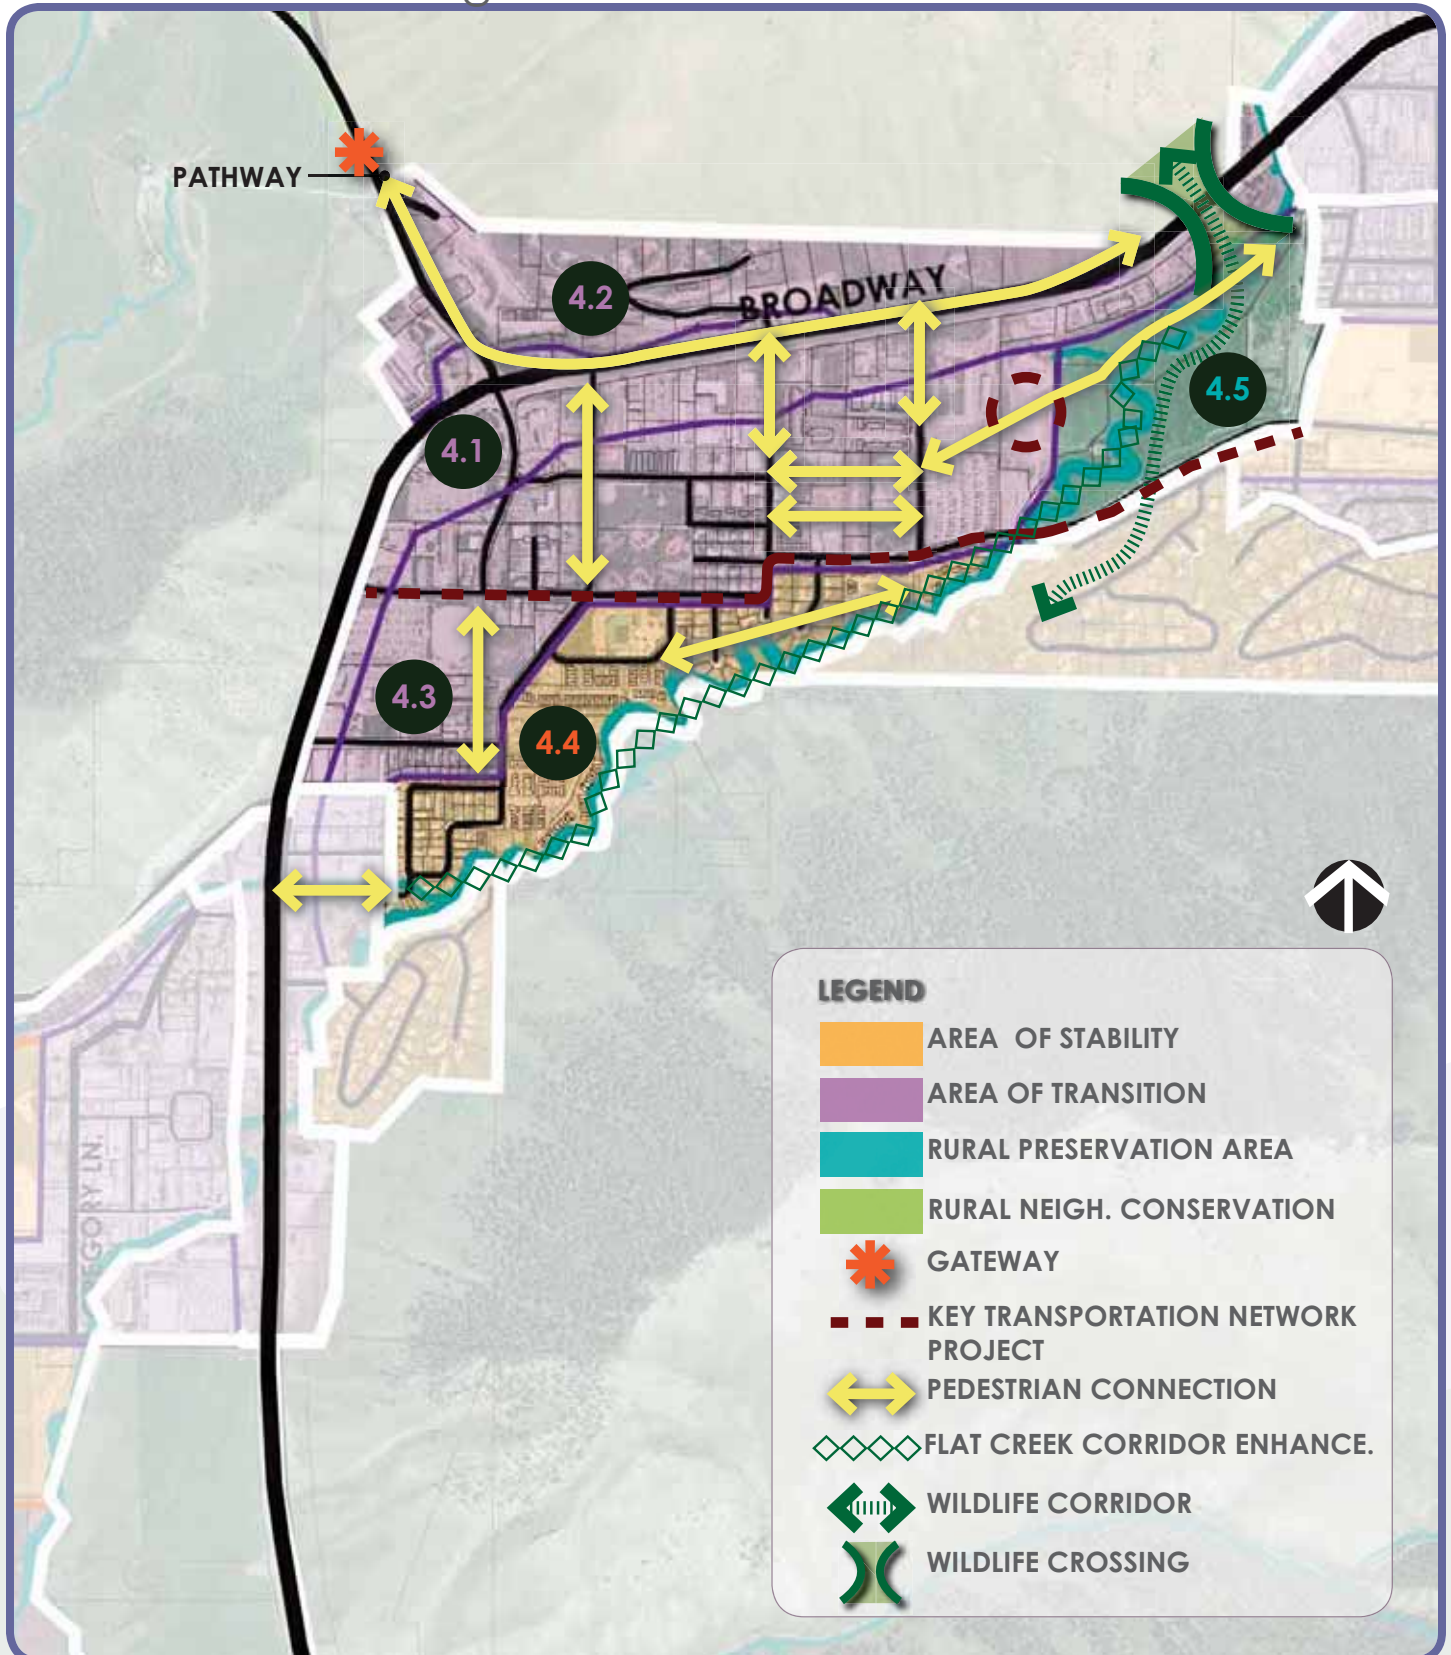 PATHWAY
4.2
BROADWAY
4.5
4.1
4.3
4.4
LEGEND
AREA OF STABILITY
AREA OF TRANSITION
RURAL PRESERVATION AREA
RURAL NEIGH. CONSERVATION
GATEWAY
KEY TRANSPORTATION NETWORK
PROJECT
PEDESTRIAN CONNECTION
FLAT CREEK CORRIDOR ENHANCE.
WILDLIFE CORRIDOR
WILDLIFE CROSSING